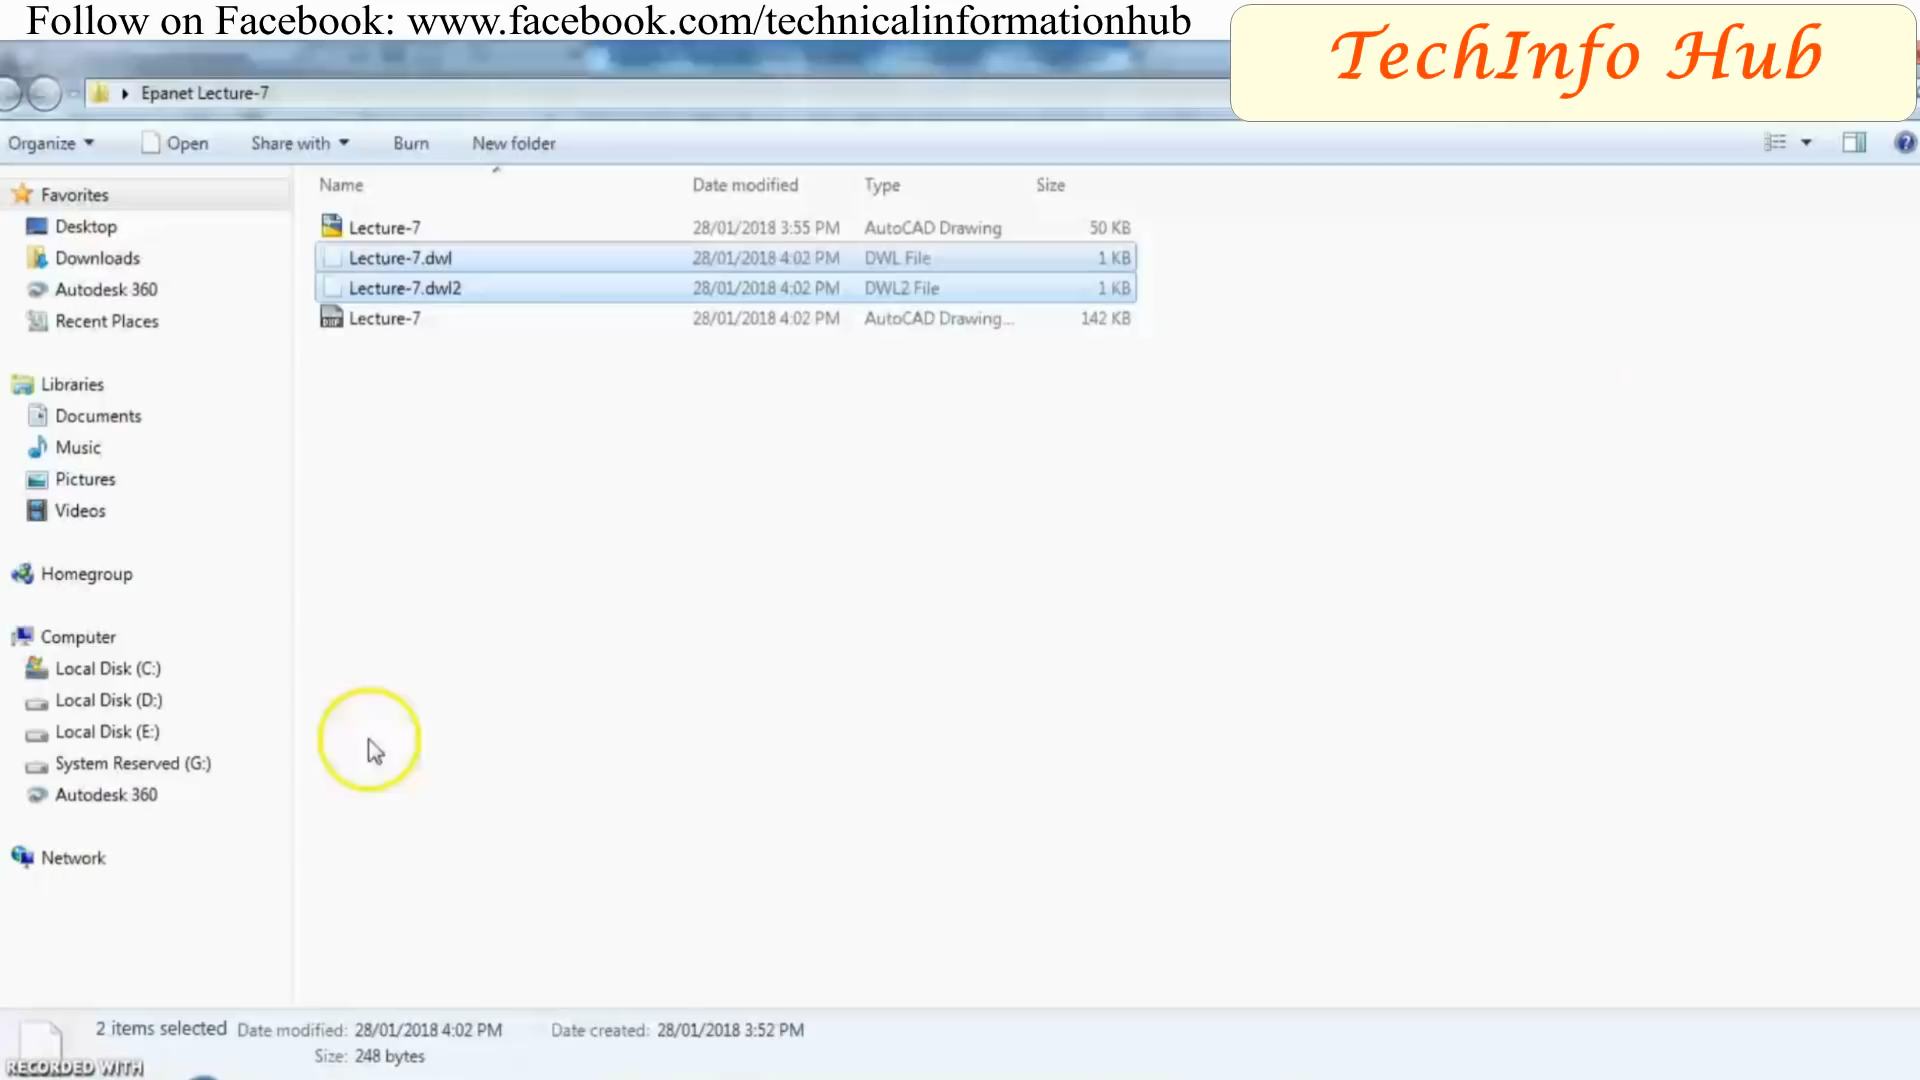 Follow on Facebook: www.facebook.com/technicalinformationhub
TechInfo Hub
Epanet Lecture-7
Organize Open Share with Burn New folder
Name Date modified Type Size
Lecture-7 28/01/2018 3:55 PM AutoCAD Drawing 50 KB
Lecture-7.dwl 28/01/2018 4:02 PM DWL File 1 KB
Lecture-7.dwl2 28/01/2018 4:02 PM DWL2 File 1 KB
Lecture-7 28/01/2018 4:02 PM AutoCAD Drawing... 142 KB
Favorites
Desktop
Downloads
Autodesk 360
Recent Places
Libraries
Documents
Music
Pictures
Videos
Homegroup
Computer
Local Disk (C:)
Local Disk (D:)
Local Disk (E:)
System Reserved (G:)
Autodesk 360
Network
2 items selected Date modified: 28/01/2018 4:02 PM Date created: 28/01/2018 3:52 PM
Size: 248 bytes
RECORDED WITH